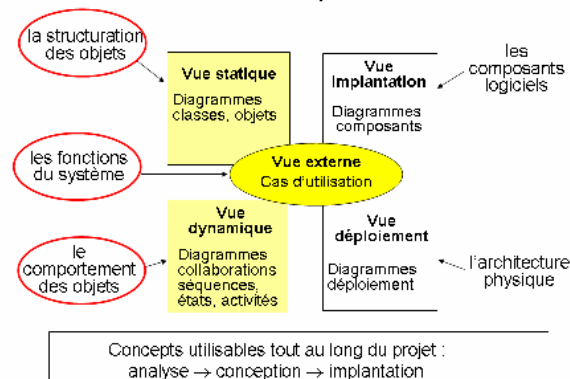 la structuration
des objets
Vue statique
Diagrammes
classes, objets
Vue
Implantation
Diagrammes
composants
les
composants
logiciels
les fonctions
du système
Vue externe
Cas d'utilisation
le
comportement
des objets
Vue
dynamique
Diagrammes
collaborations
séquences,
états, activités
Vue
déploiement
Diagrammes
déploiement
l'architecture
physique
Concepts utilisables tout au long du projet :
analyse → conception → implantation